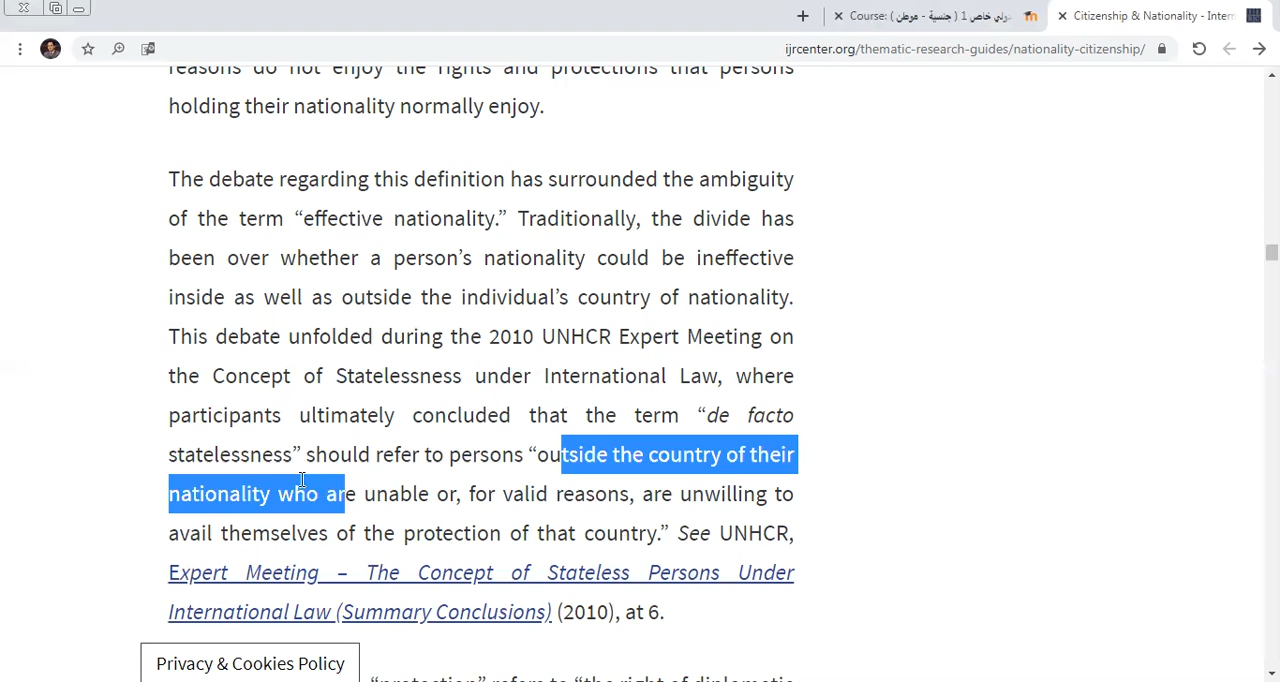 Course: ( جنسية - موطن ) 1 دولي خاص
Citizenship & Nationality - Intern
ijrcenter.org/thematic-research-guides/nationality-citizenship/
reasons do not enjoy the rights and protections that persons
holding their nationality normally enjoy.
The debate regarding this definition has surrounded the ambiguity
of the term “effective nationality.” Traditionally, the divide has
been over whether a person’s nationality could be ineffective
inside as well as outside the individual’s country of nationality.
This debate unfolded during the 2010 UNHCR Expert Meeting on
the Concept of Statelessness under International Law, where
participants ultimately concluded that the term “de facto
statelessness” should refer to persons “outside the country of their
nationality who are unable or, for valid reasons, are unwilling to
avail themselves of the protection of that country.” See UNHCR,
Expert Meeting – The Concept of Stateless Persons Under
International Law (Summary Conclusions) (2010), at 6.
Privacy & Cookies Policy
“protection” refers to “the right of diplomatic